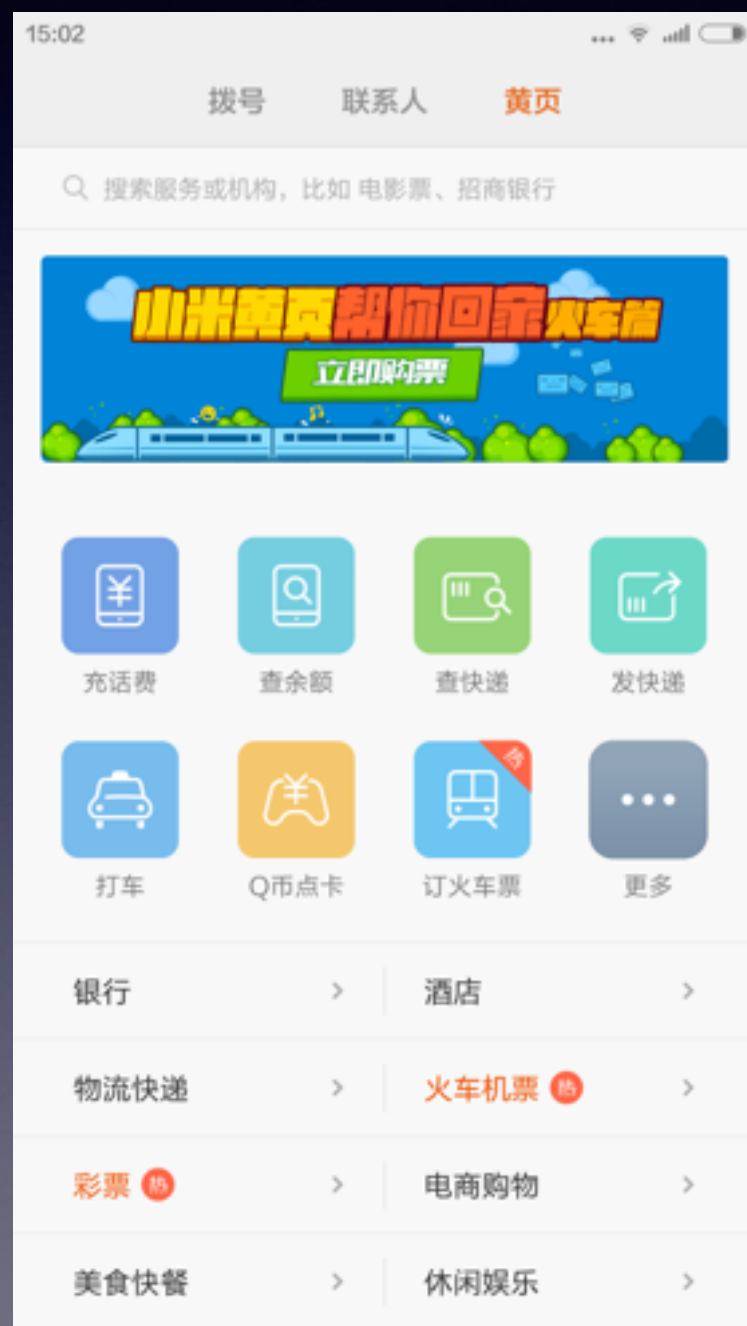 15:02
拨号 联系人 黄页
搜索服务或机构，比如 电影票、招商银行
小米黄页帮你回家火车篇
立即购票
充话费 查余额 查快递 发快递
热
打车 Q币点卡 订火车票 更多
银行 酒店
物流快递 火车机票 热
彩票 热 电商购物
美食快餐 休闲娱乐